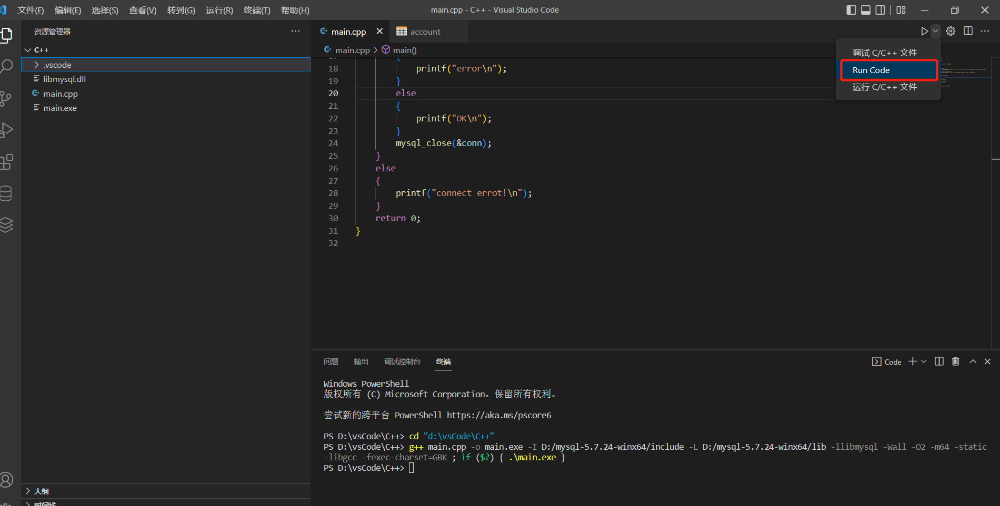 文件(F) 编辑(E) 选择(S) 查看(V) 转到(G) 运行(R) 终端(T) 帮助(H) main.cpp - C++ - Visual Studio Code
资源管理器
C++
.vscode
libmysql.dll
main.cpp
main.exe
大纲
时间线
main.cpp account
main.cpp > main()
调试 C/C++ 文件
Run Code
运行 C/C++ 文件
17 {
18 printf("error\n");
19 }
20 else
21 {
22 printf("OK\n");
23 }
24 mysql_close(&conn);
25 }
26 else
27 {
28 printf("connect errot!\n");
29 }
30 return 0;
31 }
32
问题 输出 调试控制台 终端 Code
Windows PowerShell
版权所有 (C) Microsoft Corporation。保留所有权利。
尝试新的跨平台 PowerShell https://aka.ms/pscore6
PS D:\vsCode\C++> cd "d:\vsCode\C++"
PS D:\vsCode\C++> g++ main.cpp -o main.exe -I D:/mysql-5.7.24-winx64/include -L D:/mysql-5.7.24-winx64/lib -llibmysql -Wall -O2 -m64 -static
-libgcc -fexec-charset=GBK ; if ($?) { .\main.exe }
PS D:\vsCode\C++>